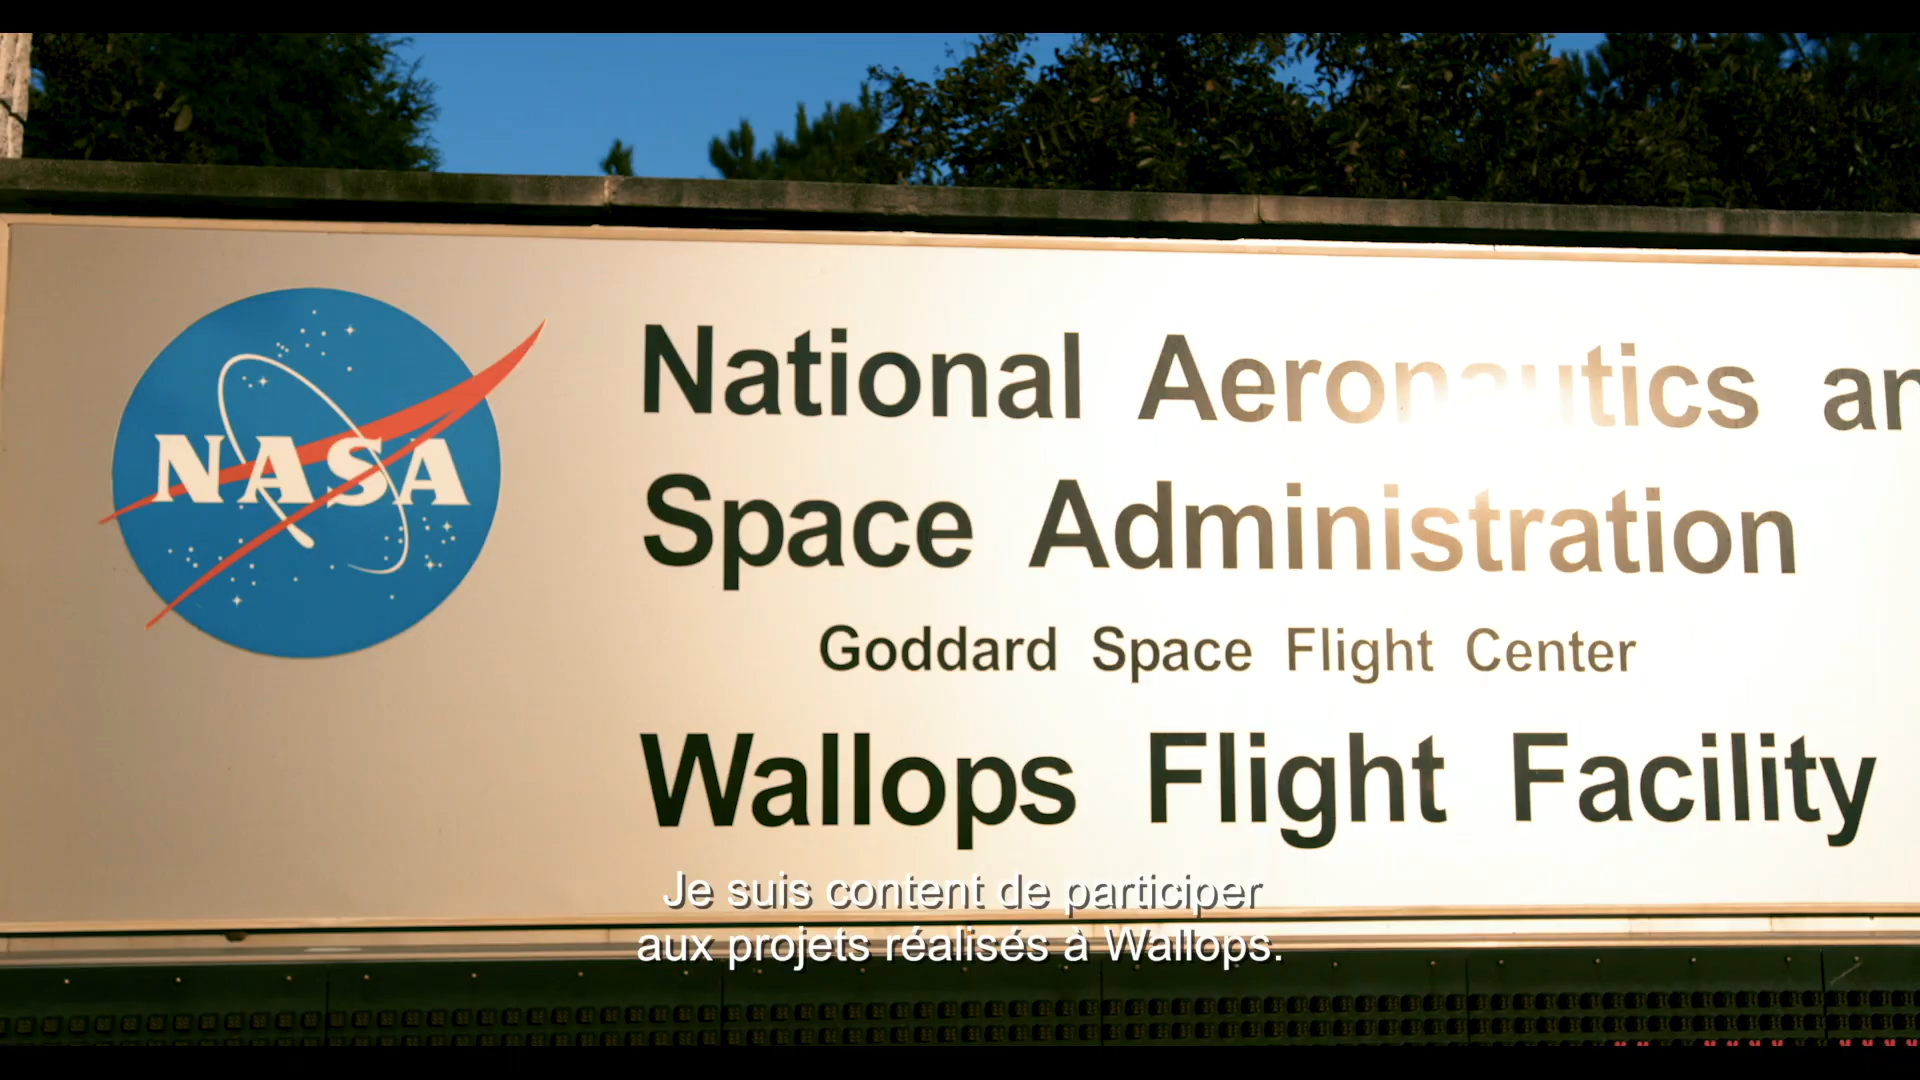 NASA
National Aeronautics
Space Administration
Goddard Space Flight Center
Wallops Flight Facility
Je suis content de participer
aux projets réalisés à Wallops.